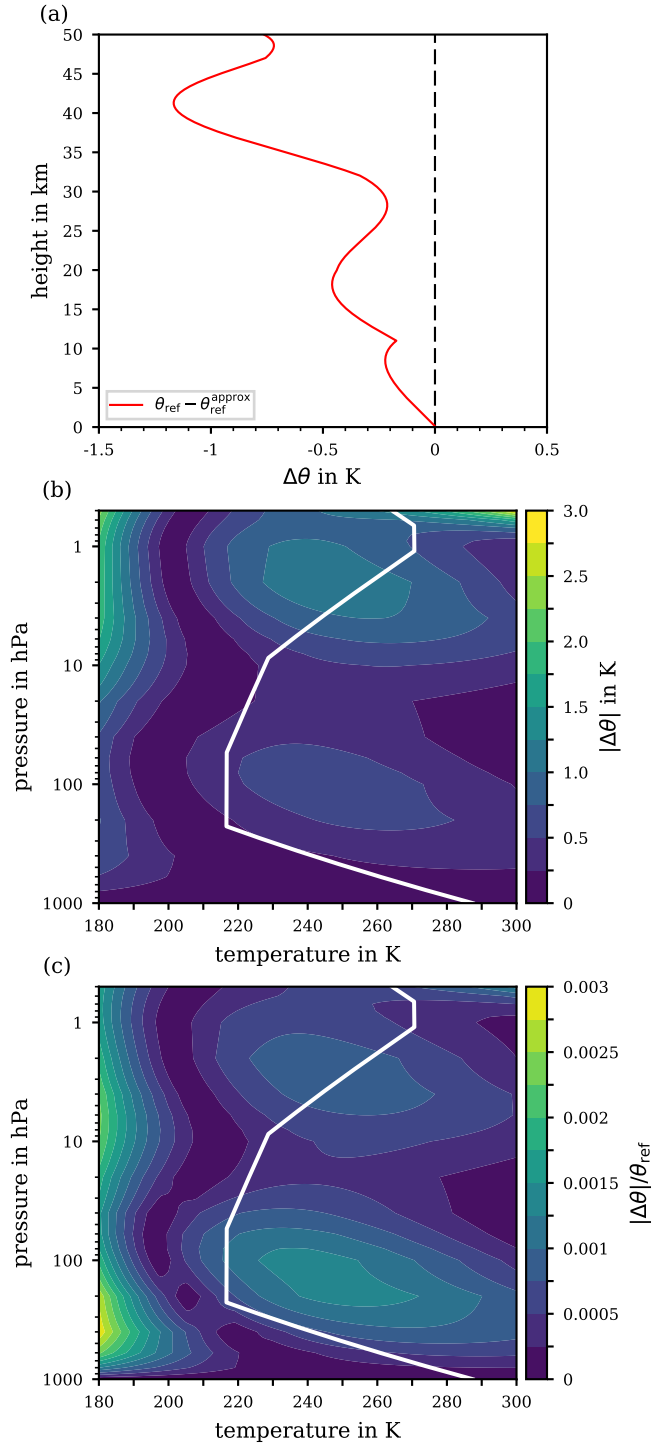 (a)
50
45
40
35
30
25
20
15
10
5
0
height in km
θref − θref^approx
-1.5 -1 -0.5 0 0.5
Δθ in K
(b)
1
10
100
1000
pressure in hPa
180 200 220 240 260 280 300
temperature in K
3.0
2.5
2.0
1.5
1.0
0.5
0
|Δθ| in K
(c)
1
10
100
1000
pressure in hPa
180 200 220 240 260 280 300
temperature in K
0.003
0.0025
0.002
0.0015
0.001
0.0005
0
|Δθ|/θref